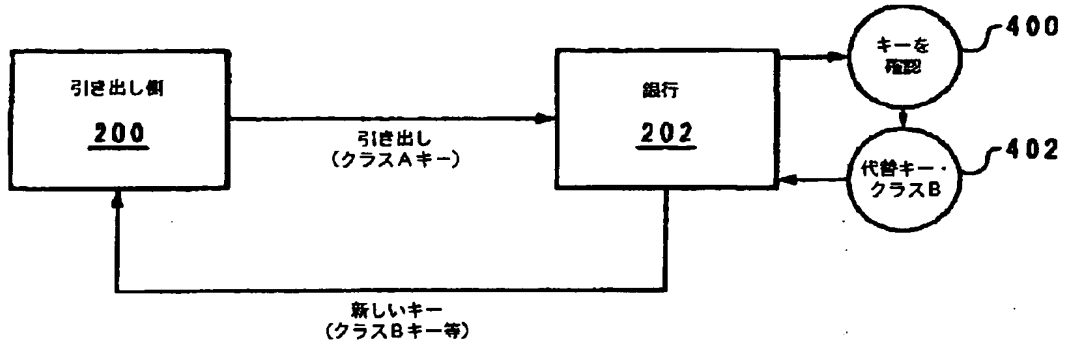 引き出し側
200
引き出し
(クラスAキー)
銀行
202
キーを
確認
400
代替キー・
クラスB
402
新しいキー
(クラスBキー等)